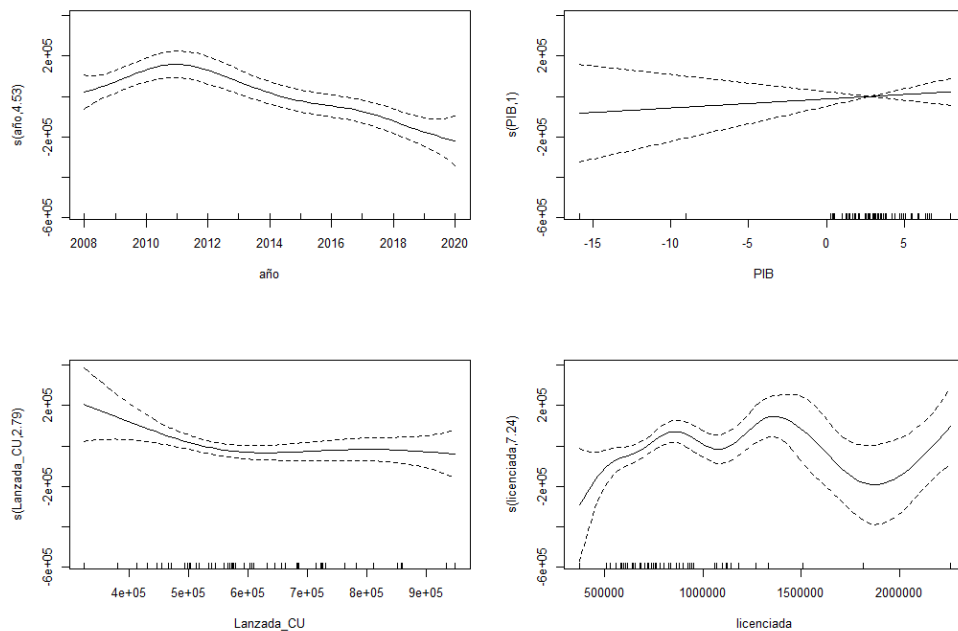 s(año,4.53)
2e+05
-2e+05
-6e+05
2008 2010 2012 2014 2016 2018 2020
año
s(PIB,1)
2e+05
-2e+05
-6e+05
-15 -10 -5 0 5
PIB
s(Lanzada_CU,2.79)
2e+05
-2e+05
-6e+05
4e+05 5e+05 6e+05 7e+05 8e+05 9e+05
Lanzada_CU
s(licenciada,7.24)
2e+05
-2e+05
-6e+05
500000 1000000 1500000 2000000
licenciada